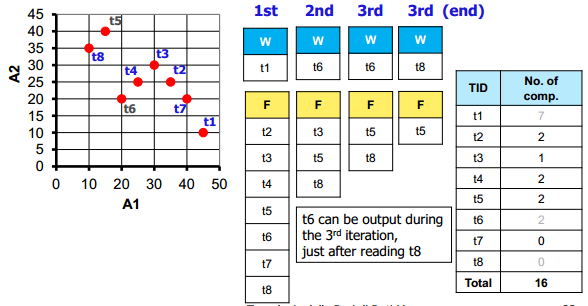 1st 2nd 3rd 3rd (end)
W W W W
t1 t6 t6 t8
F F F F
t2 t3 t5 t5
t3 t5 t8
t4 t8
t5
t6
t7
t8
t6 can be output during
the 3rd iteration,
just after reading t8
A2
45
40
35
30
25
20
15
10
5
0
0 10 20 30 40 50
A1
t5
t8
t3
t4
t2
t6
t7
t1
TID No. of
comp.
t1 7
t2 2
t3 1
t4 2
t5 2
t6 2
t7 0
t8 0
Total 16